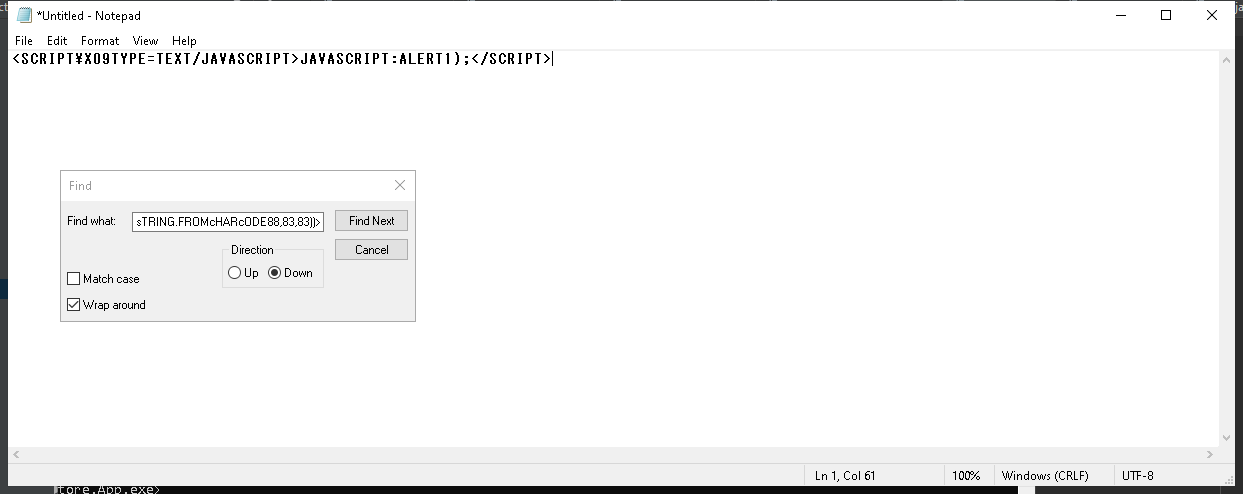 *Untitled - Notepad
File Edit Format View Help
<SCRIPT¥X09TYPE=TEXT/JAVASCRIPT>JAVASCRIPT:ALERT1);</SCRIPT>
Find
Find what: sTRING.FROMcHARcODE88,83,83))> Find Next
Direction Cancel
Up Down
Match case
Wrap around
Ln 1, Col 61 100% Windows (CRLF) UTF-8
tore.App.exe>